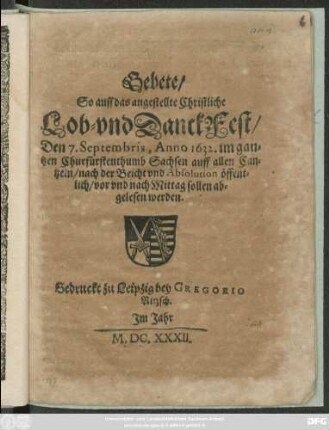 Gebete/
So auff das angestellte Christliche
Lob-vnd DanckFest/
Den 7. Septembris, Anno 1632. im gan-
tzen Churfürstenthumb Sachsen auff allen Can-
tzeln/nach der Beicht vnd Absolution öffent-
lich/vor vnd nach Mittag sollen ab-
gelesen werden.
Gedruckt zu Leipzig bey GREGORIO
Ritzsch.
Im Jahr
M. DC. XXXII.
DFG